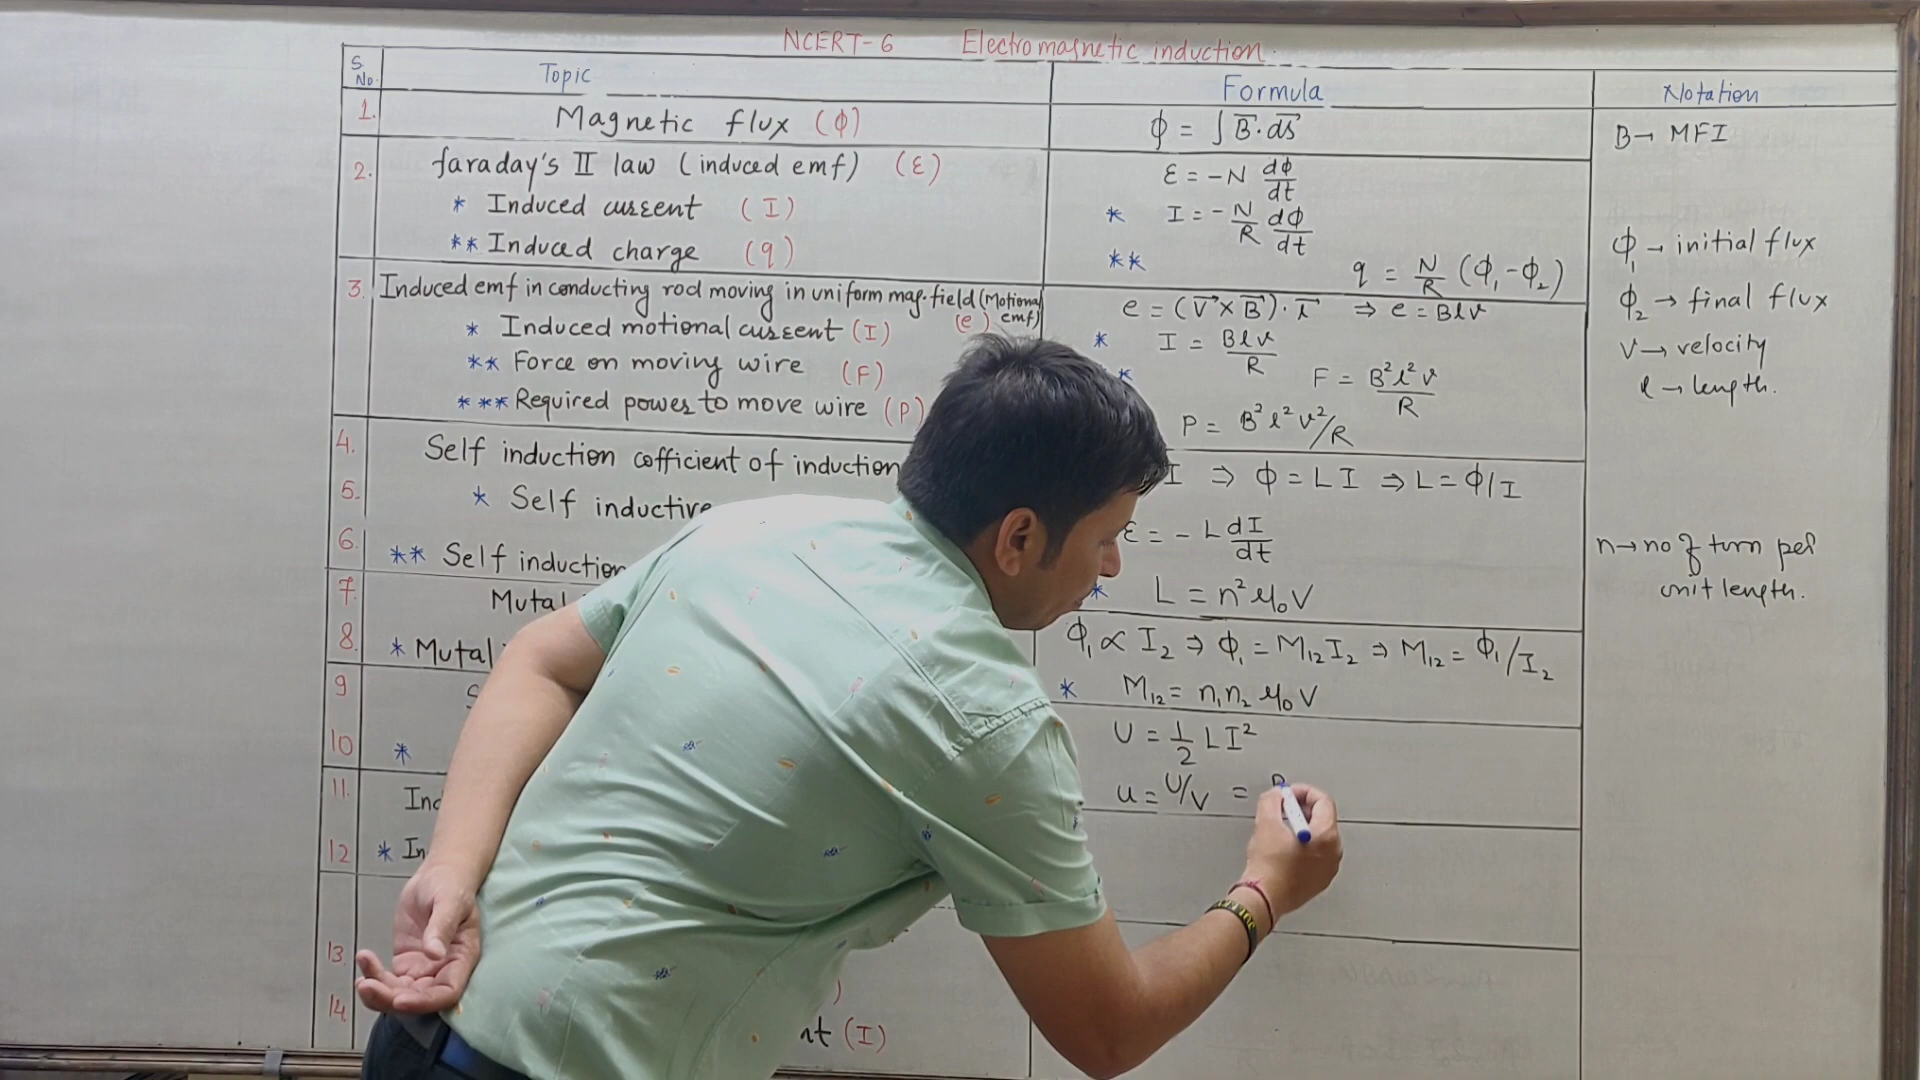 NCERT-6 Electromagnetic induction.
S. No. Topic Formula Notation
1. Magnetic flux (ϕ) ϕ = ∫ B⃗·ds⃗ B → MFI
2. faraday's II law (induced emf) (ε) ε = -N dϕ/dt
* Induced current (I) * I = -N/R dϕ/dt ϕ₁ → initial flux
** Induced charge (q) ** q = N/R (ϕ₁-ϕ₂) ϕ₂ → final flux
3. Induced emf in conducting rod moving in uniform mag. field (Motional emf) (e) e = (V⃗×B⃗)·l⃗ ⇒ e = Blv
* Induced motional current (I) * I = Blv/R V → velocity
** Force on moving wire (F) * F = B²l²v/R l → length.
*** Required power to move wire (P) P = B²l²v²/R
4. Self induction cofficient of induction I ⇒ ϕ = LI ⇒ L = ϕ/I
5. * Self inductive ε = -L dI/dt
6. ** Self induction * L = n²μ₀V n → no of turn per unit length.
7. Mutal ϕ₁ ∝ I₂ ⇒ ϕ₁ = M₁₂I₂ ⇒ M₁₂ = ϕ₁/I₂
8. * Mutal * M₁₂ = n₁n₂μ₀V
9 U = 1/2 LI²
10 * u = U/V =
11. Ind
12 * In
13. )
14. nt (I)